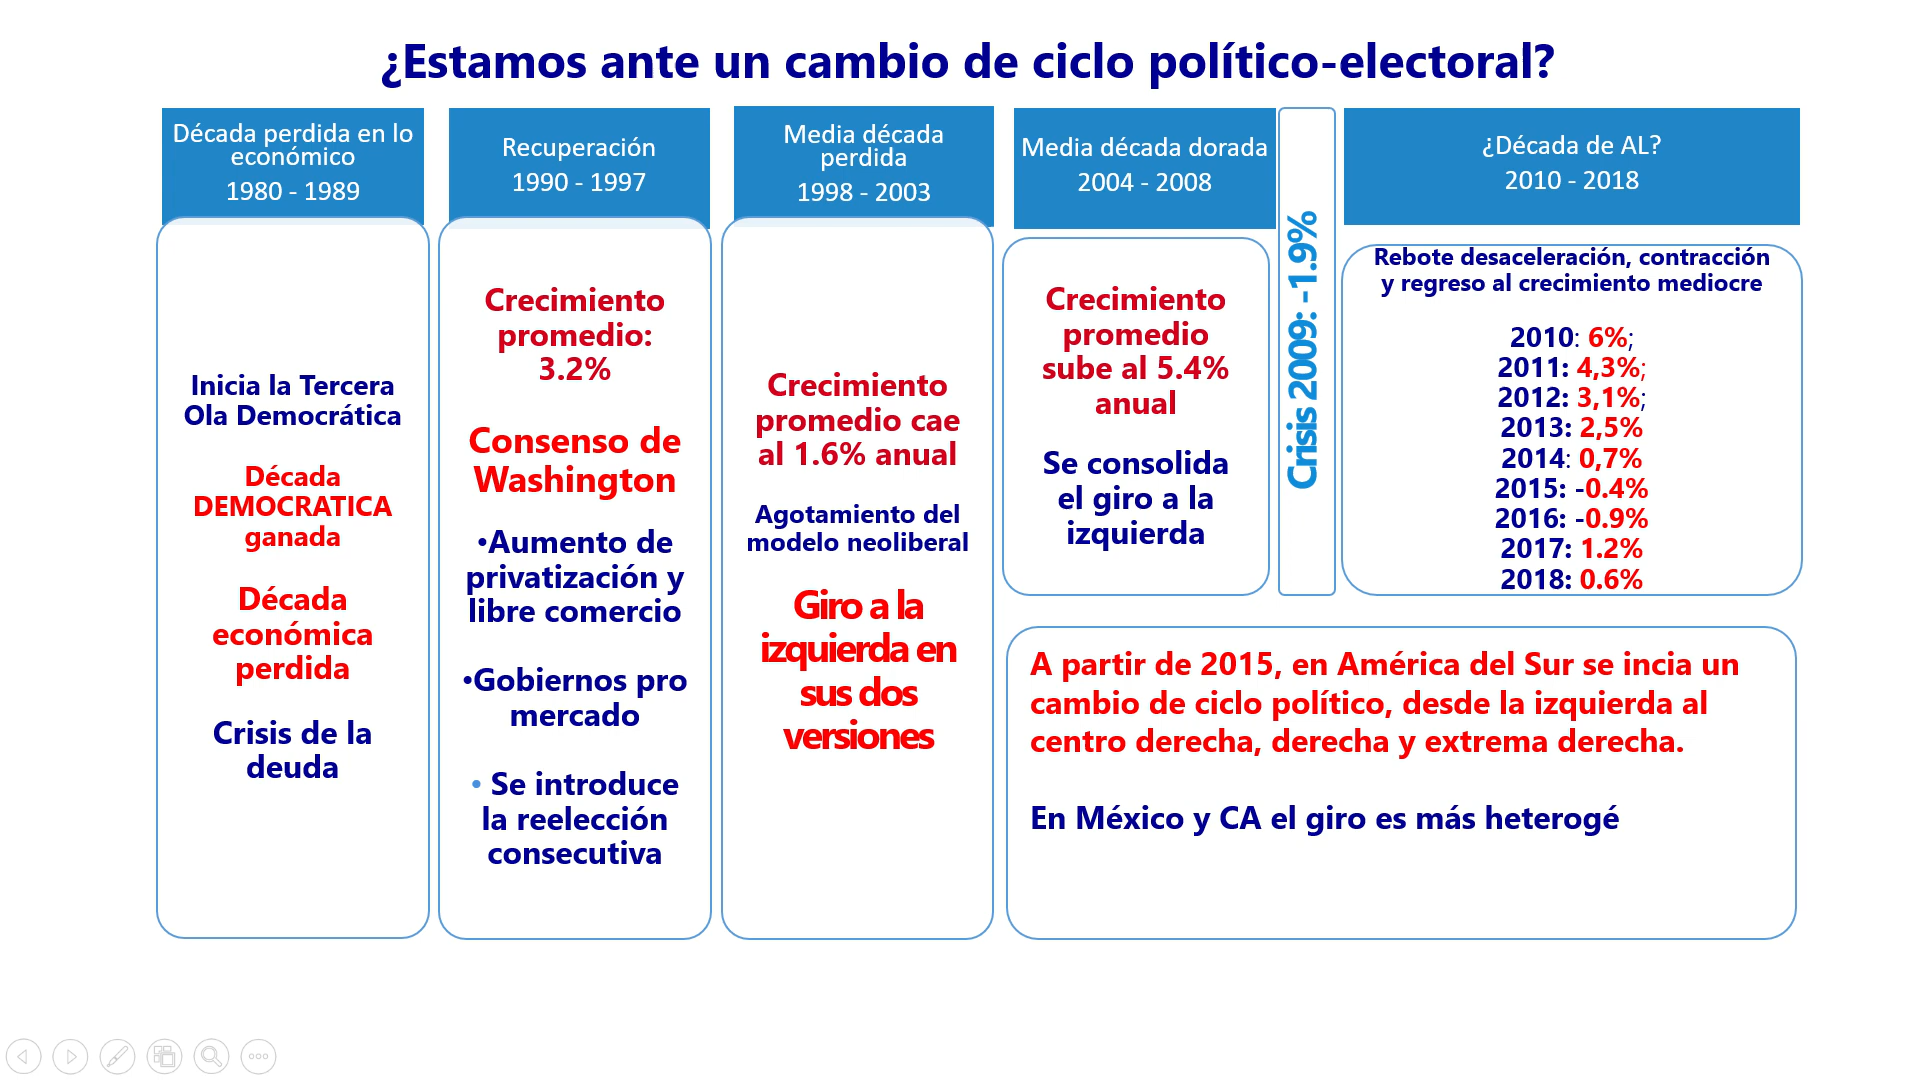 ¿Estamos ante un cambio de ciclo político-electoral?
Década perdida en lo
económico
1980 - 1989
Inicia la Tercera
Ola Democrática
Década
DEMOCRATICA
ganada
Década
económica
perdida
Crisis de la
deuda
Recuperación
1990 - 1997
Crecimiento
promedio:
3.2%
Consenso de
Washington
•Aumento de
privatización y
libre comercio
•Gobiernos pro
mercado
• Se introduce
la reelección
consecutiva
Media década
perdida
1998 - 2003
Crecimiento
promedio cae
al 1.6% anual
Agotamiento del
modelo neoliberal
Giro a la
izquierda en
sus dos
versiones
Media década dorada
2004 - 2008
Crecimiento
promedio
sube al 5.4%
anual
Se consolida
el giro a la
izquierda
Crisis 2009: -1.9%
¿Década de AL?
2010 - 2018
Rebote desaceleración, contracción
y regreso al crecimiento mediocre
2010: 6%;
2011: 4,3%;
2012: 3,1%;
2013: 2,5%
2014: 0,7%
2015: -0.4%
2016: -0.9%
2017: 1.2%
2018: 0.6%
A partir de 2015, en América del Sur se incia un
cambio de ciclo político, desde la izquierda al
centro derecha, derecha y extrema derecha.
En México y CA el giro es más heterogé